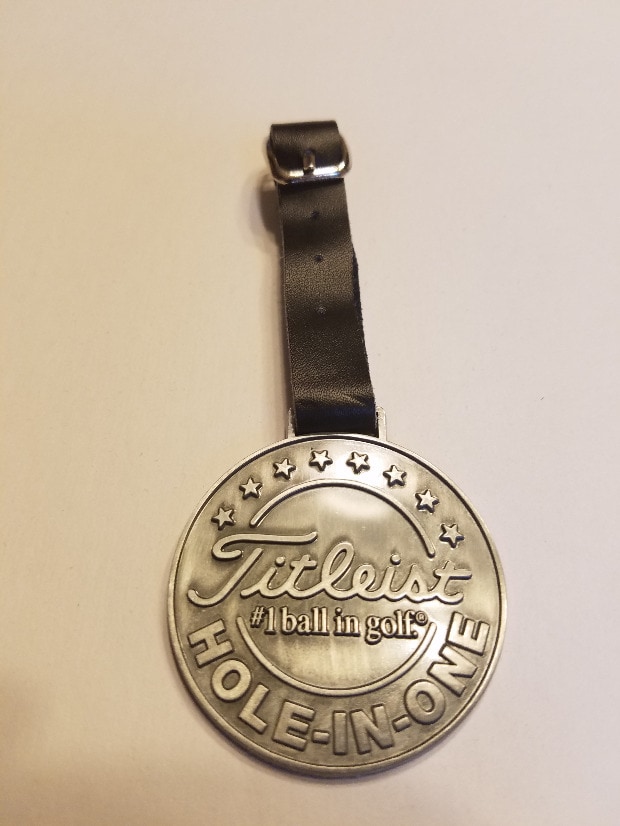 Titleist
#1 ball in golf.®
HOLE-IN-ONE